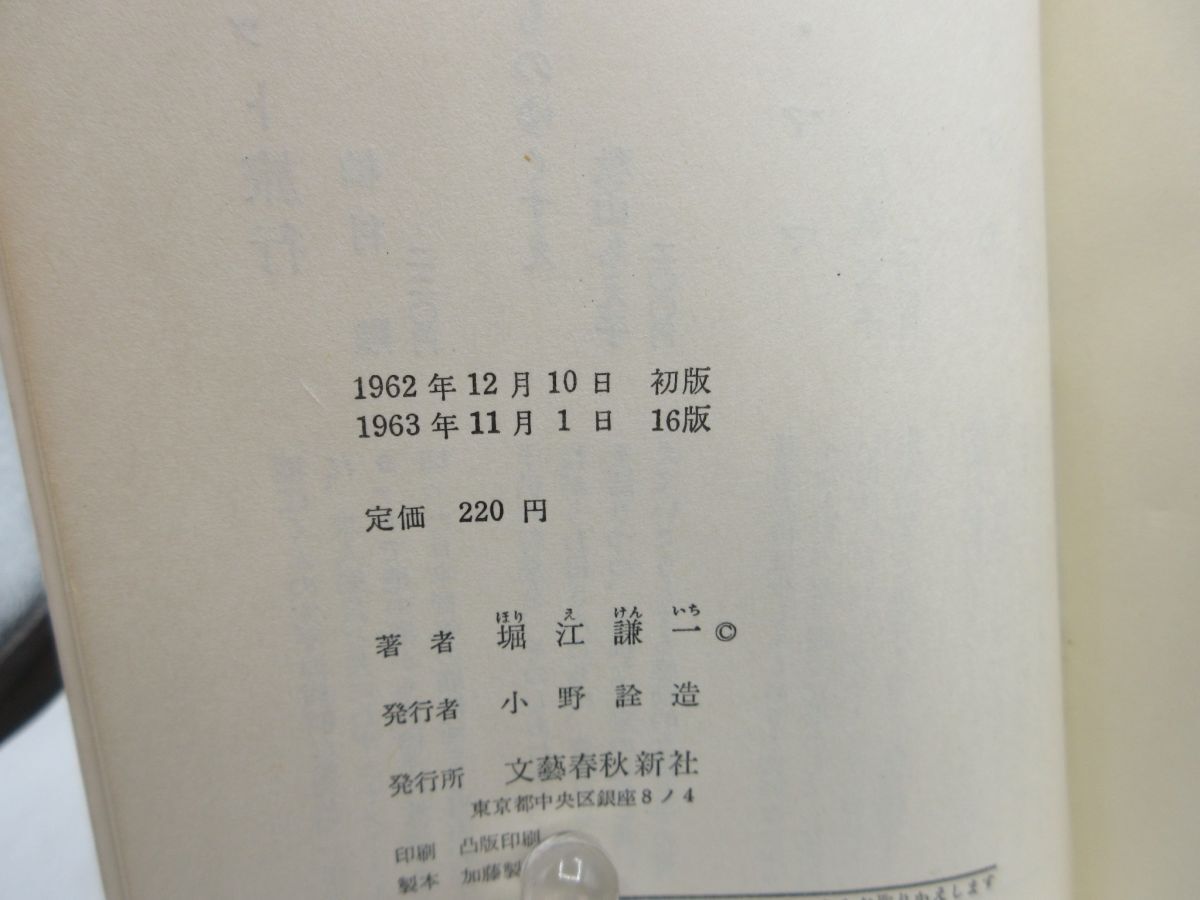 1962年12月10日 初版
1963年11月1日 16版
定価 220円
著者 堀江謙一 ©
ほり え けん いち
発行者 小野詮造
発行所 文藝春秋新社
東京都中央区銀座8ノ4
印刷 凸版印刷
製本 加藤製